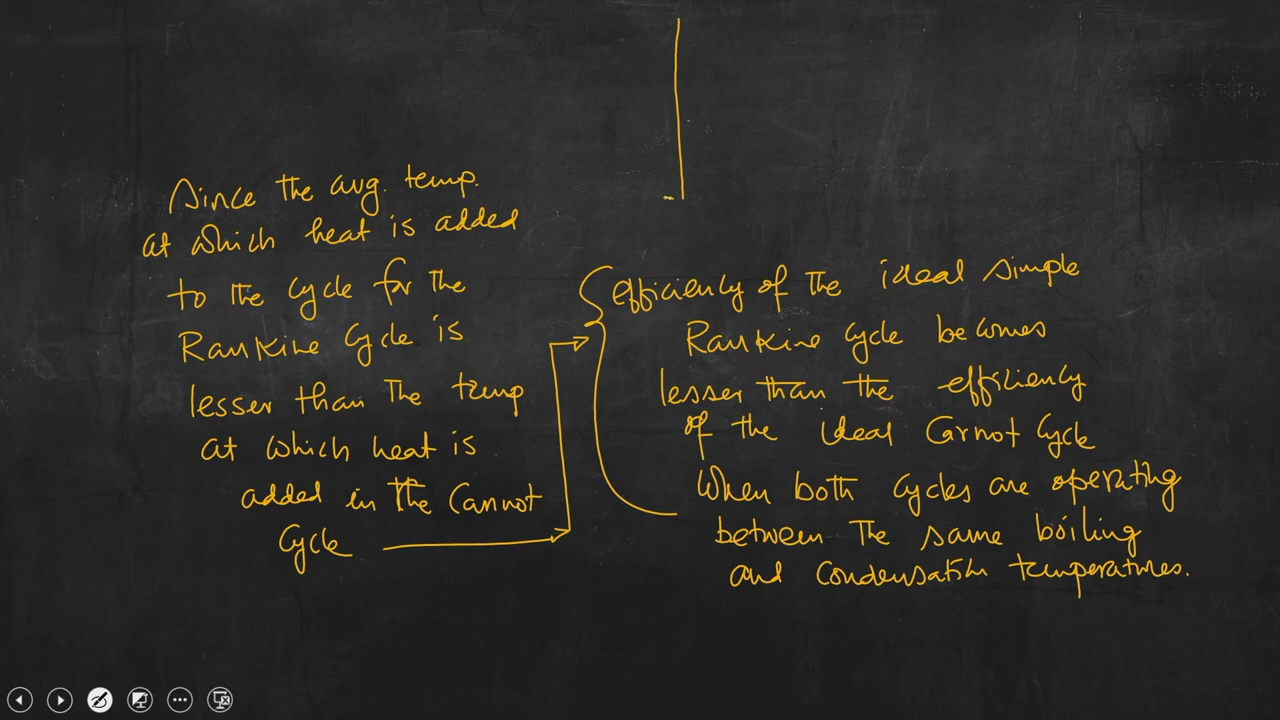 Since the avg. temp.
at which heat is added
to the cycle for the
Rankine Cycle is
lesser than the temp
at which heat is
added in the Carnot
Cycle
Efficiency of the ideal simple
Rankine Cycle becomes
lesser than the efficiency
of the ideal Carnot Cycle
When both cycles are operating
between the same boiling
and condensation temperatures.